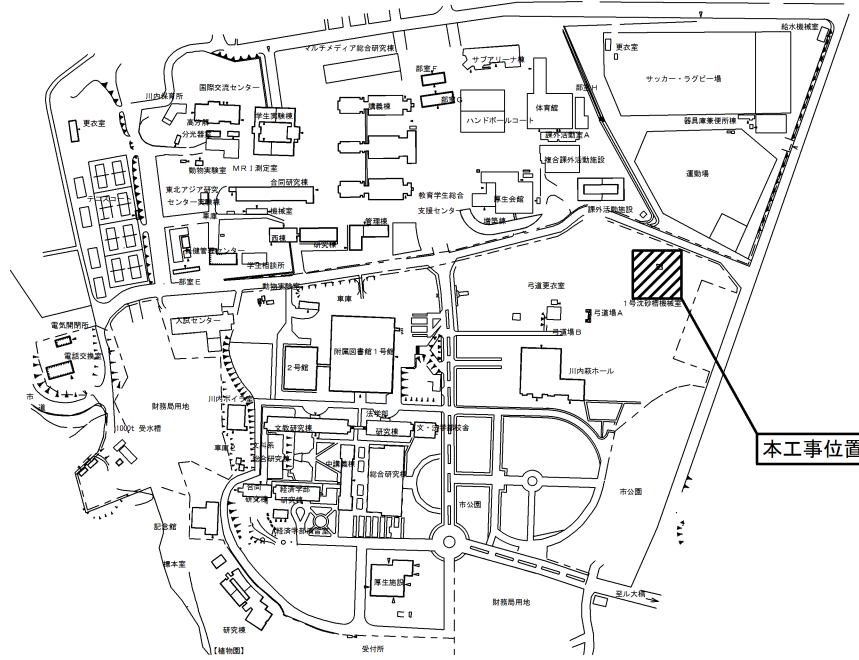 給水機械室
マルチメディア総合研究棟
サブアリーナ棟
更衣室
部室F
サッカー・ラグビー場
国際交流センター
川内保育所
部室G
部室H
講義棟
体育館
高分解
学生実験棟
ハンドボールコート
更衣室
分光器室
課外活動室A
器具庫兼便所棟
動物実験室
MRI測定室
複合課外活動施設
運動場
東北アジア研究
センター実験棟
合同研究棟
教育学生総合
支援センター
厚生会館
テニスコート
車庫
機械室
増築棟
課外活動施設
管理棟
西棟
研究棟
保健管理センター
学生相談所
部室E
動物実験室
弓道更衣室
1号沈砂槽機械室
車庫
弓道場A
入試センター
電気開閉所
弓道場B
電話交換室
附属図書館1号館
2号館
川内萩ホール
市道
財務局用地
川内ボイラ室
法学部
研究棟
文・法学部校舎
1000t 受水槽
文教研究棟
車庫2
文科系
総合研究棟
中講義棟
総合研究棟
本工事位置
合同
研究棟
経済学部
研究棟
市公園
市公園
記念館
経済学部演習室
標本室
厚生施設
財務局用地
至ル大橋
研究棟
【植物園】
受付所